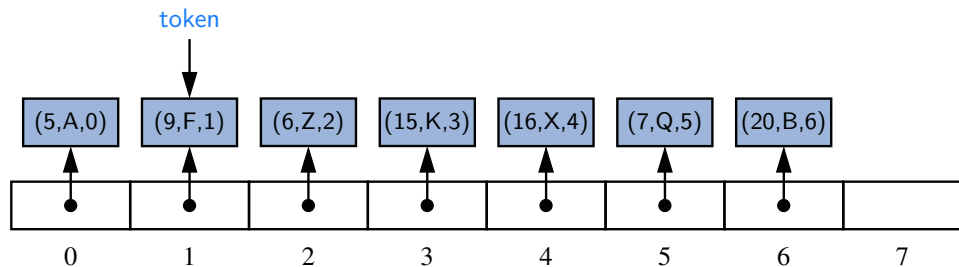 token
(5,A,0) (9,F,1) (6,Z,2) (15,K,3) (16,X,4) (7,Q,5) (20,B,6)
0 1 2 3 4 5 6 7